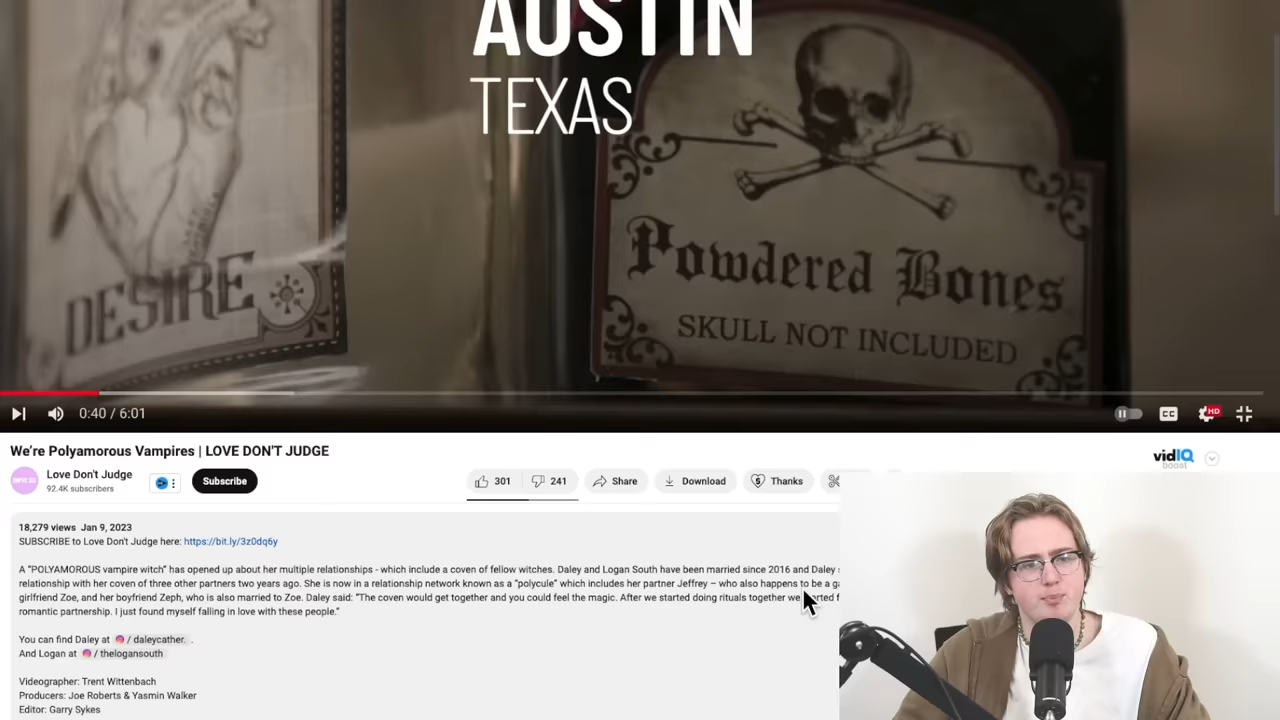 AUSTIN
TEXAS
DESIRE
Powdered Bones
SKULL NOT INCLUDED
0:40 / 6:01
CC
HD
We're Polyamorous Vampires | LOVE DON'T JUDGE
vidIQ
boost
Love Don't Judge
92.4K subscribers
Subscribe
301
241
Share
Download
Thanks
18,279 views Jan 9, 2023
SUBSCRIBE to Love Don't Judge here: https://bit.ly/3z0dq6y
A "POLYAMOROUS vampire witch" has opened up about her multiple relationships - which include a coven of fellow witches. Daley and Logan South have been married since 2016 and Daley
relationship with her coven of three other partners two years ago. She is now in a relationship network known as a "polycule" which includes her partner Jeffrey – who also happens to be a
girlfriend Zoe, and her boyfriend Zeph, who is also married to Zoe. Daley said: "The coven would get together and you could feel the magic. After we started doing rituals together we
romantic partnership. I just found myself falling in love with these people."
You can find Daley at / daleycather. .
And Logan at / thelogansouth
Videographer: Trent Wittenbach
Producers: Joe Roberts & Yasmin Walker
Editor: Garry Sykes